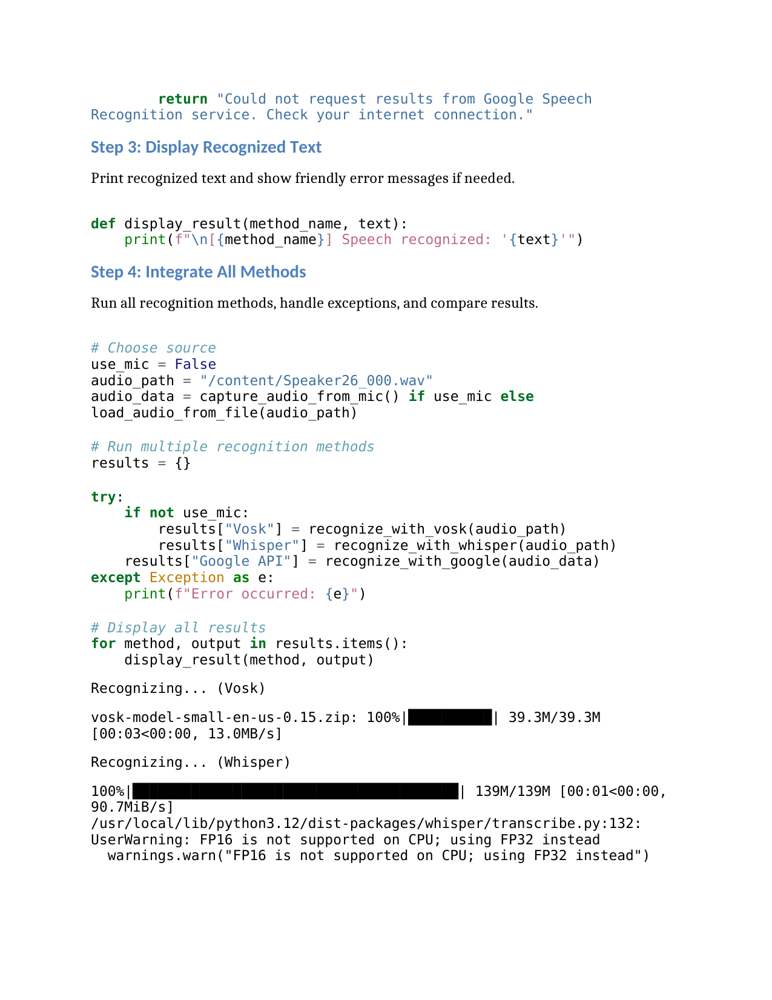 return "Could not request results from Google Speech
Recognition service. Check your internet connection."
Step 3: Display Recognized Text
Print recognized text and show friendly error messages if needed.
def display_result(method_name, text):
    print(f"\n[{method_name}] Speech recognized: '{text}'")
Step 4: Integrate All Methods
Run all recognition methods, handle exceptions, and compare results.
# Choose source
use_mic = False
audio_path = "/content/Speaker26_000.wav"
audio_data = capture_audio_from_mic() if use_mic else
load_audio_from_file(audio_path)
# Run multiple recognition methods
results = {}
try:
    if not use_mic:
        results["Vosk"] = recognize_with_vosk(audio_path)
        results["Whisper"] = recognize_with_whisper(audio_path)
    results["Google API"] = recognize_with_google(audio_data)
except Exception as e:
    print(f"Error occurred: {e}")
# Display all results
for method, output in results.items():
    display_result(method, output)
Recognizing... (Vosk)
vosk-model-small-en-us-0.15.zip: 100%|██████████| 39.3M/39.3M
[00:03<00:00, 13.0MB/s]
Recognizing... (Whisper)
100%|███████████████████████████████████████| 139M/139M [00:01<00:00,
90.7MiB/s]
/usr/local/lib/python3.12/dist-packages/whisper/transcribe.py:132:
UserWarning: FP16 is not supported on CPU; using FP32 instead
  warnings.warn("FP16 is not supported on CPU; using FP32 instead")